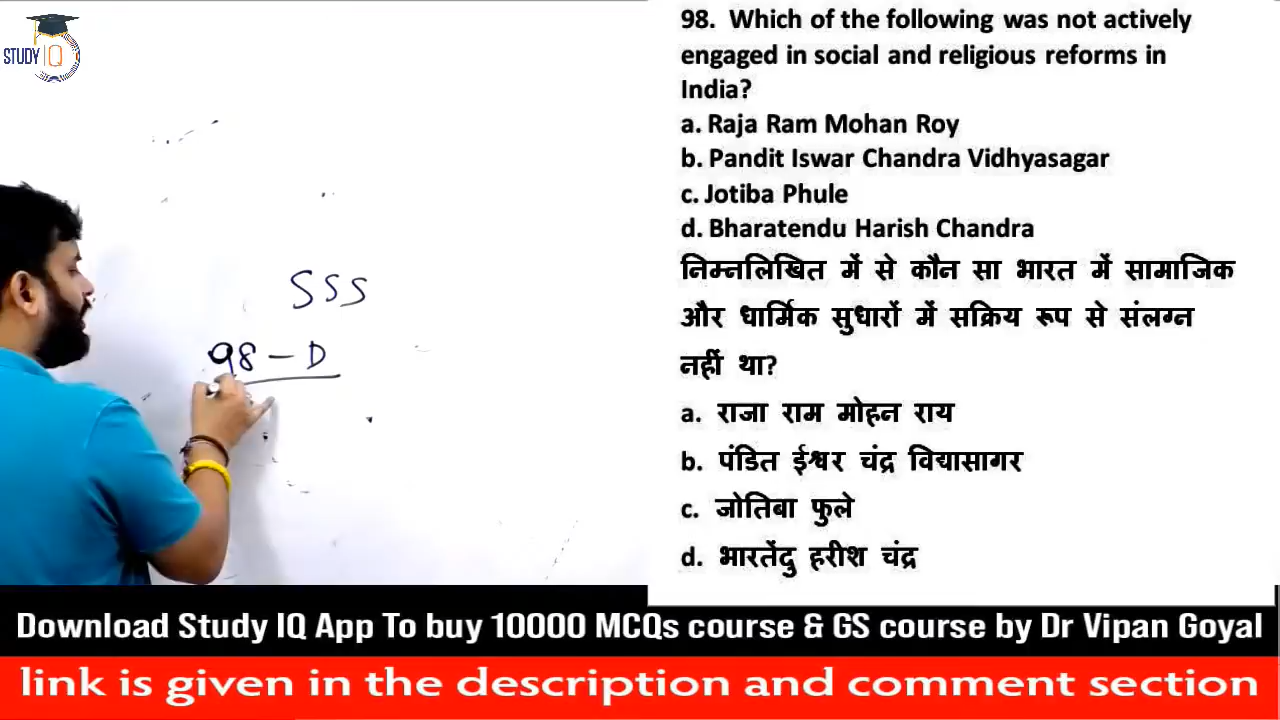 STUDY IQ
98. Which of the following was not actively
engaged in social and religious reforms in
India?
a. Raja Ram Mohan Roy
b. Pandit Iswar Chandra Vidhyasagar
c. Jotiba Phule
d. Bharatendu Harish Chandra
निम्नलिखित में से कौन सा भारत में सामाजिक
और धार्मिक सुधारों में सक्रिय रूप से संलग्न
नहीं था?
a. राजा राम मोहन राय
b. पंडित ईश्वर चंद्र विद्यासागर
c. जोतिबा फुले
d. भारतेंदु हरीश चंद्र
SSS
98 - D
Download Study IQ App To buy 10000 MCQs course & GS course by Dr Vipan Goyal
link is given in the description and comment section